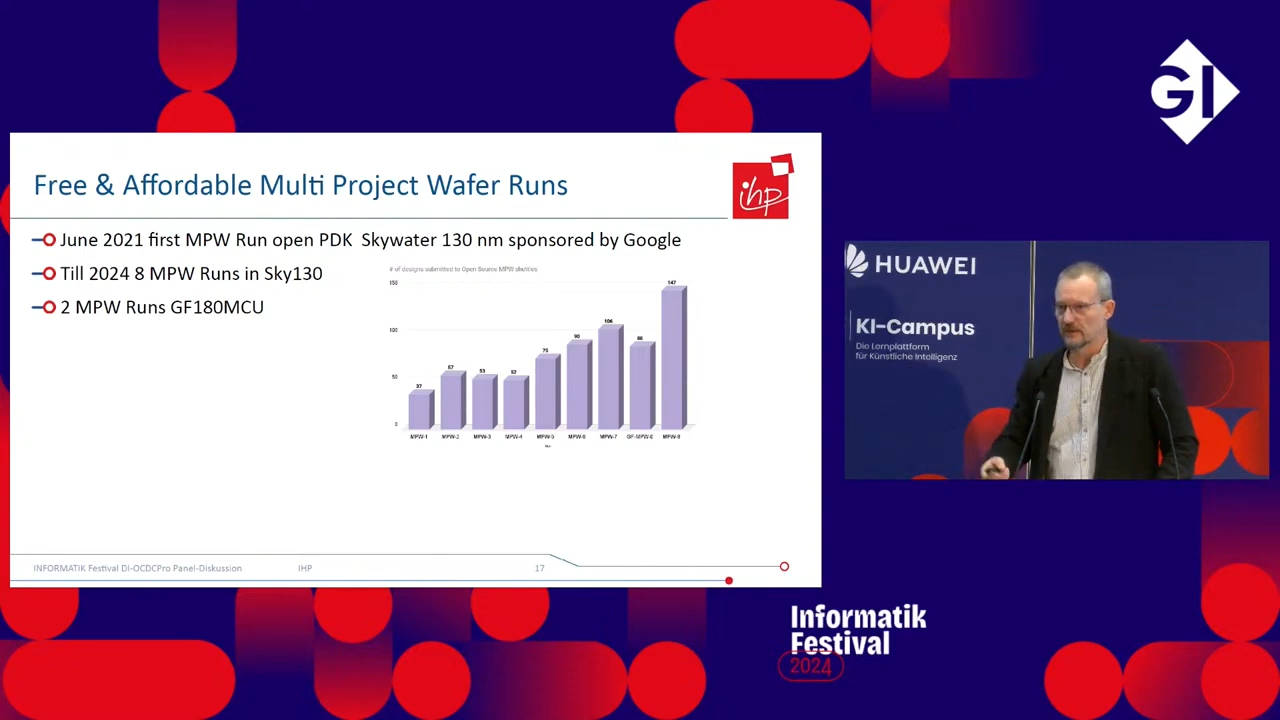 GI
Free & Affordable Multi Project Wafer Runs
ihp
June 2021 first MPW Run open PDK Skywater 130 nm sponsored by Google
Till 2024 8 MPW Runs in Sky130
2 MPW Runs GF180MCU
# of designs submitted to Open Source MPW shuttles
150
100
50
0
37
57
53
52
75
90
106
88
147
MPW-1
MPW-2
MPW-3
MPW-4
MPW-5
MPW-6
MPW-7
GF-MPW-0
MPW-8
INFORMATIK Festival DI-OCDCPro Panel-Diskussion
IHP
17
HUAWEI
KI-Campus
Die Lernplattform
für Künstliche Intelligenz
Informatik
Festival
2024